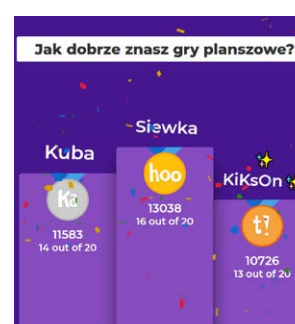 Jak dobrze znasz gry planszowe?
Siewka
Kuba
hoo
KiKsOn
Ka
13038
16 out of 20
t!
11583
14 out of 20
10726
13 out of 20